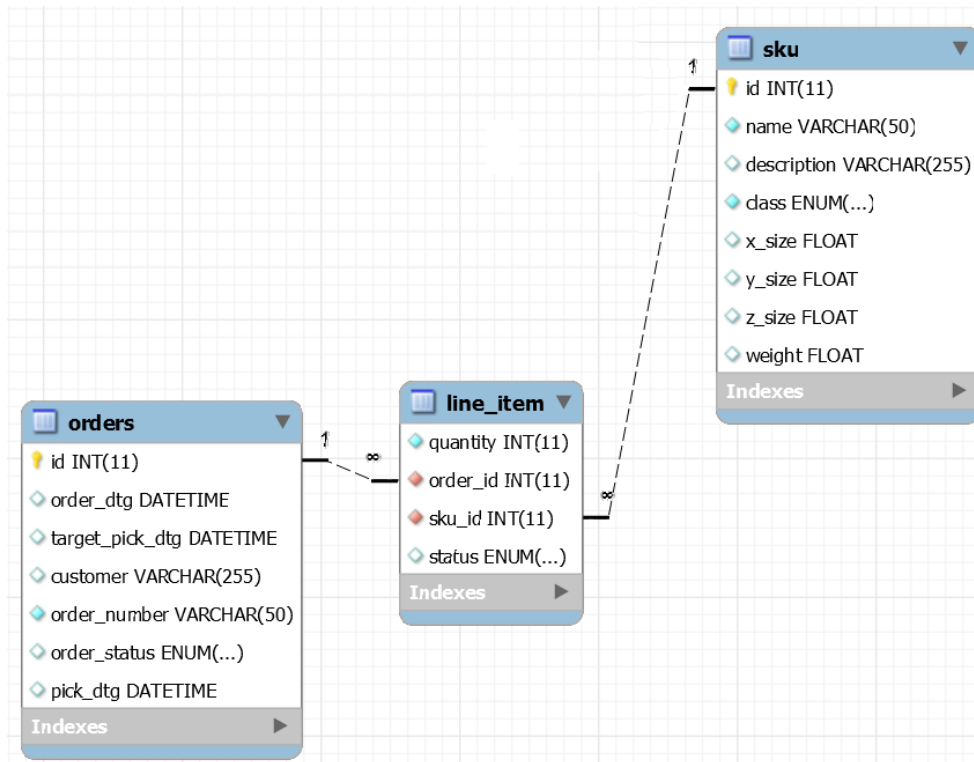 sku
1
id INT(11)
name VARCHAR(50)
description VARCHAR(255)
class ENUM(...)
x_size FLOAT
y_size FLOAT
z_size FLOAT
weight FLOAT
Indexes
orders
id INT(11)
order_dtg DATETIME
target_pick_dtg DATETIME
customer VARCHAR(255)
order_number VARCHAR(50)
order_status ENUM(...)
pick_dtg DATETIME
Indexes
1
∞
line_item
quantity INT(11)
order_id INT(11)
sku_id INT(11)
status ENUM(...)
Indexes
∞